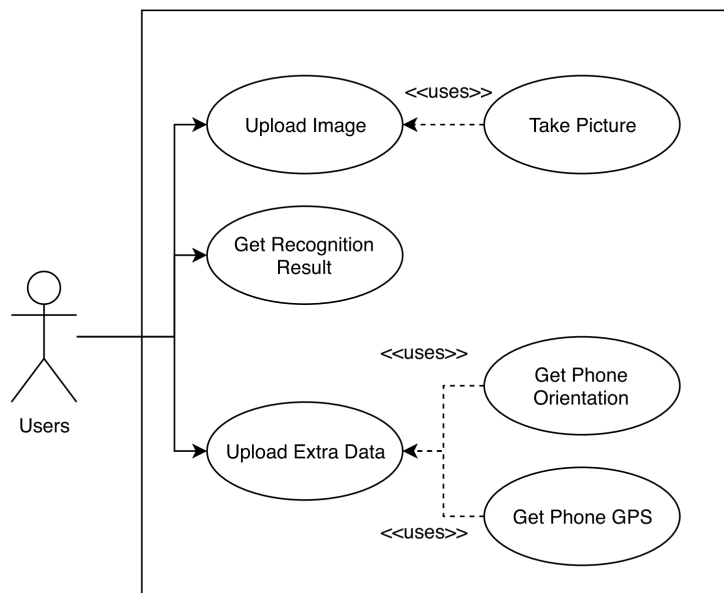 <<uses>>
Upload Image
Take Picture
Get Recognition
Result
<<uses>>
Get Phone
Orientation
Users
Upload Extra Data
Get Phone GPS
<<uses>>